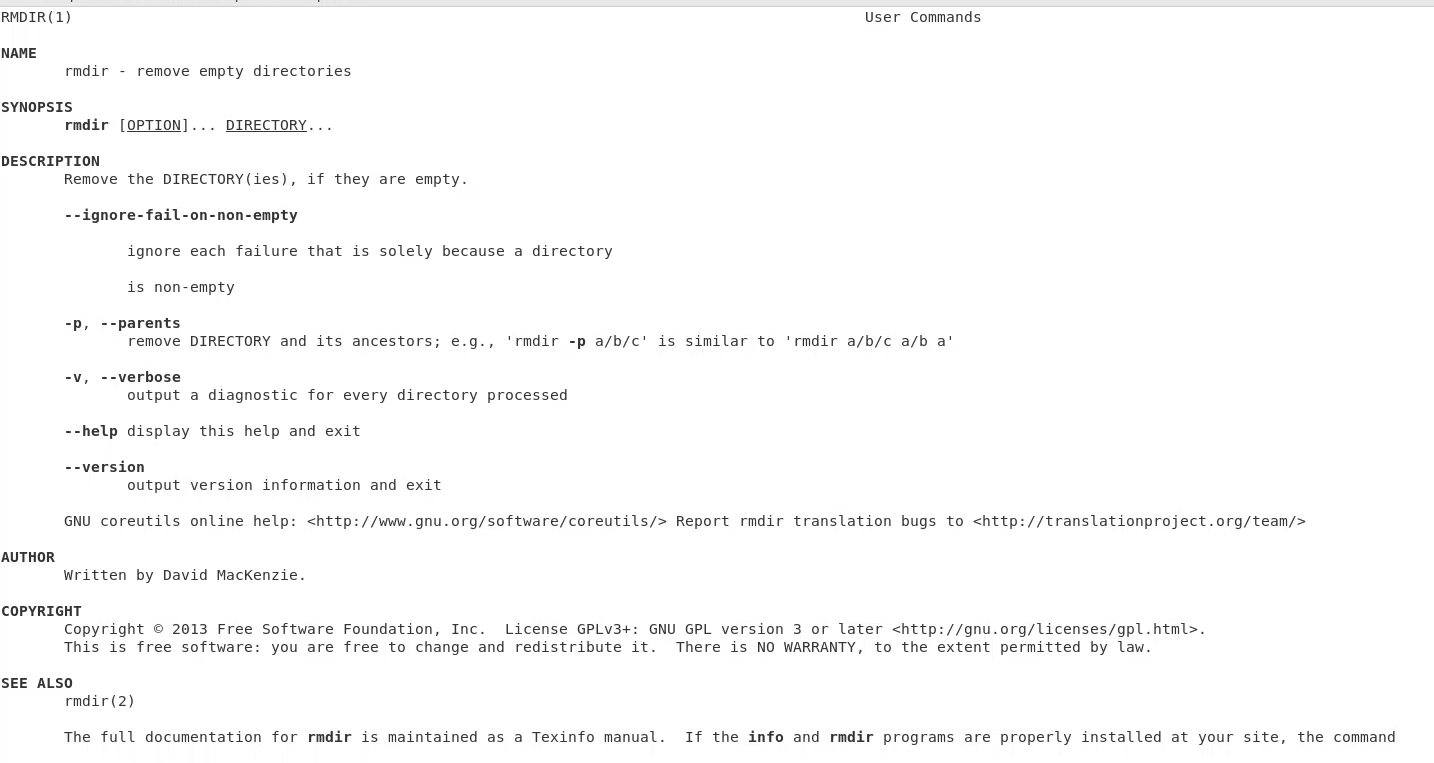 RMDIR(1) User Commands
NAME
rmdir - remove empty directories
SYNOPSIS
rmdir [OPTION]... DIRECTORY...
DESCRIPTION
Remove the DIRECTORY(ies), if they are empty.
--ignore-fail-on-non-empty
ignore each failure that is solely because a directory
is non-empty
-p, --parents
remove DIRECTORY and its ancestors; e.g., 'rmdir -p a/b/c' is similar to 'rmdir a/b/c a/b a'
-v, --verbose
output a diagnostic for every directory processed
--help display this help and exit
--version
output version information and exit
GNU coreutils online help: <http://www.gnu.org/software/coreutils/> Report rmdir translation bugs to <http://translationproject.org/team/>
AUTHOR
Written by David MacKenzie.
COPYRIGHT
Copyright © 2013 Free Software Foundation, Inc.  License GPLv3+: GNU GPL version 3 or later <http://gnu.org/licenses/gpl.html>.
This is free software: you are free to change and redistribute it.  There is NO WARRANTY, to the extent permitted by law.
SEE ALSO
rmdir(2)
The full documentation for rmdir is maintained as a Texinfo manual.  If the info and rmdir programs are properly installed at your site, the command